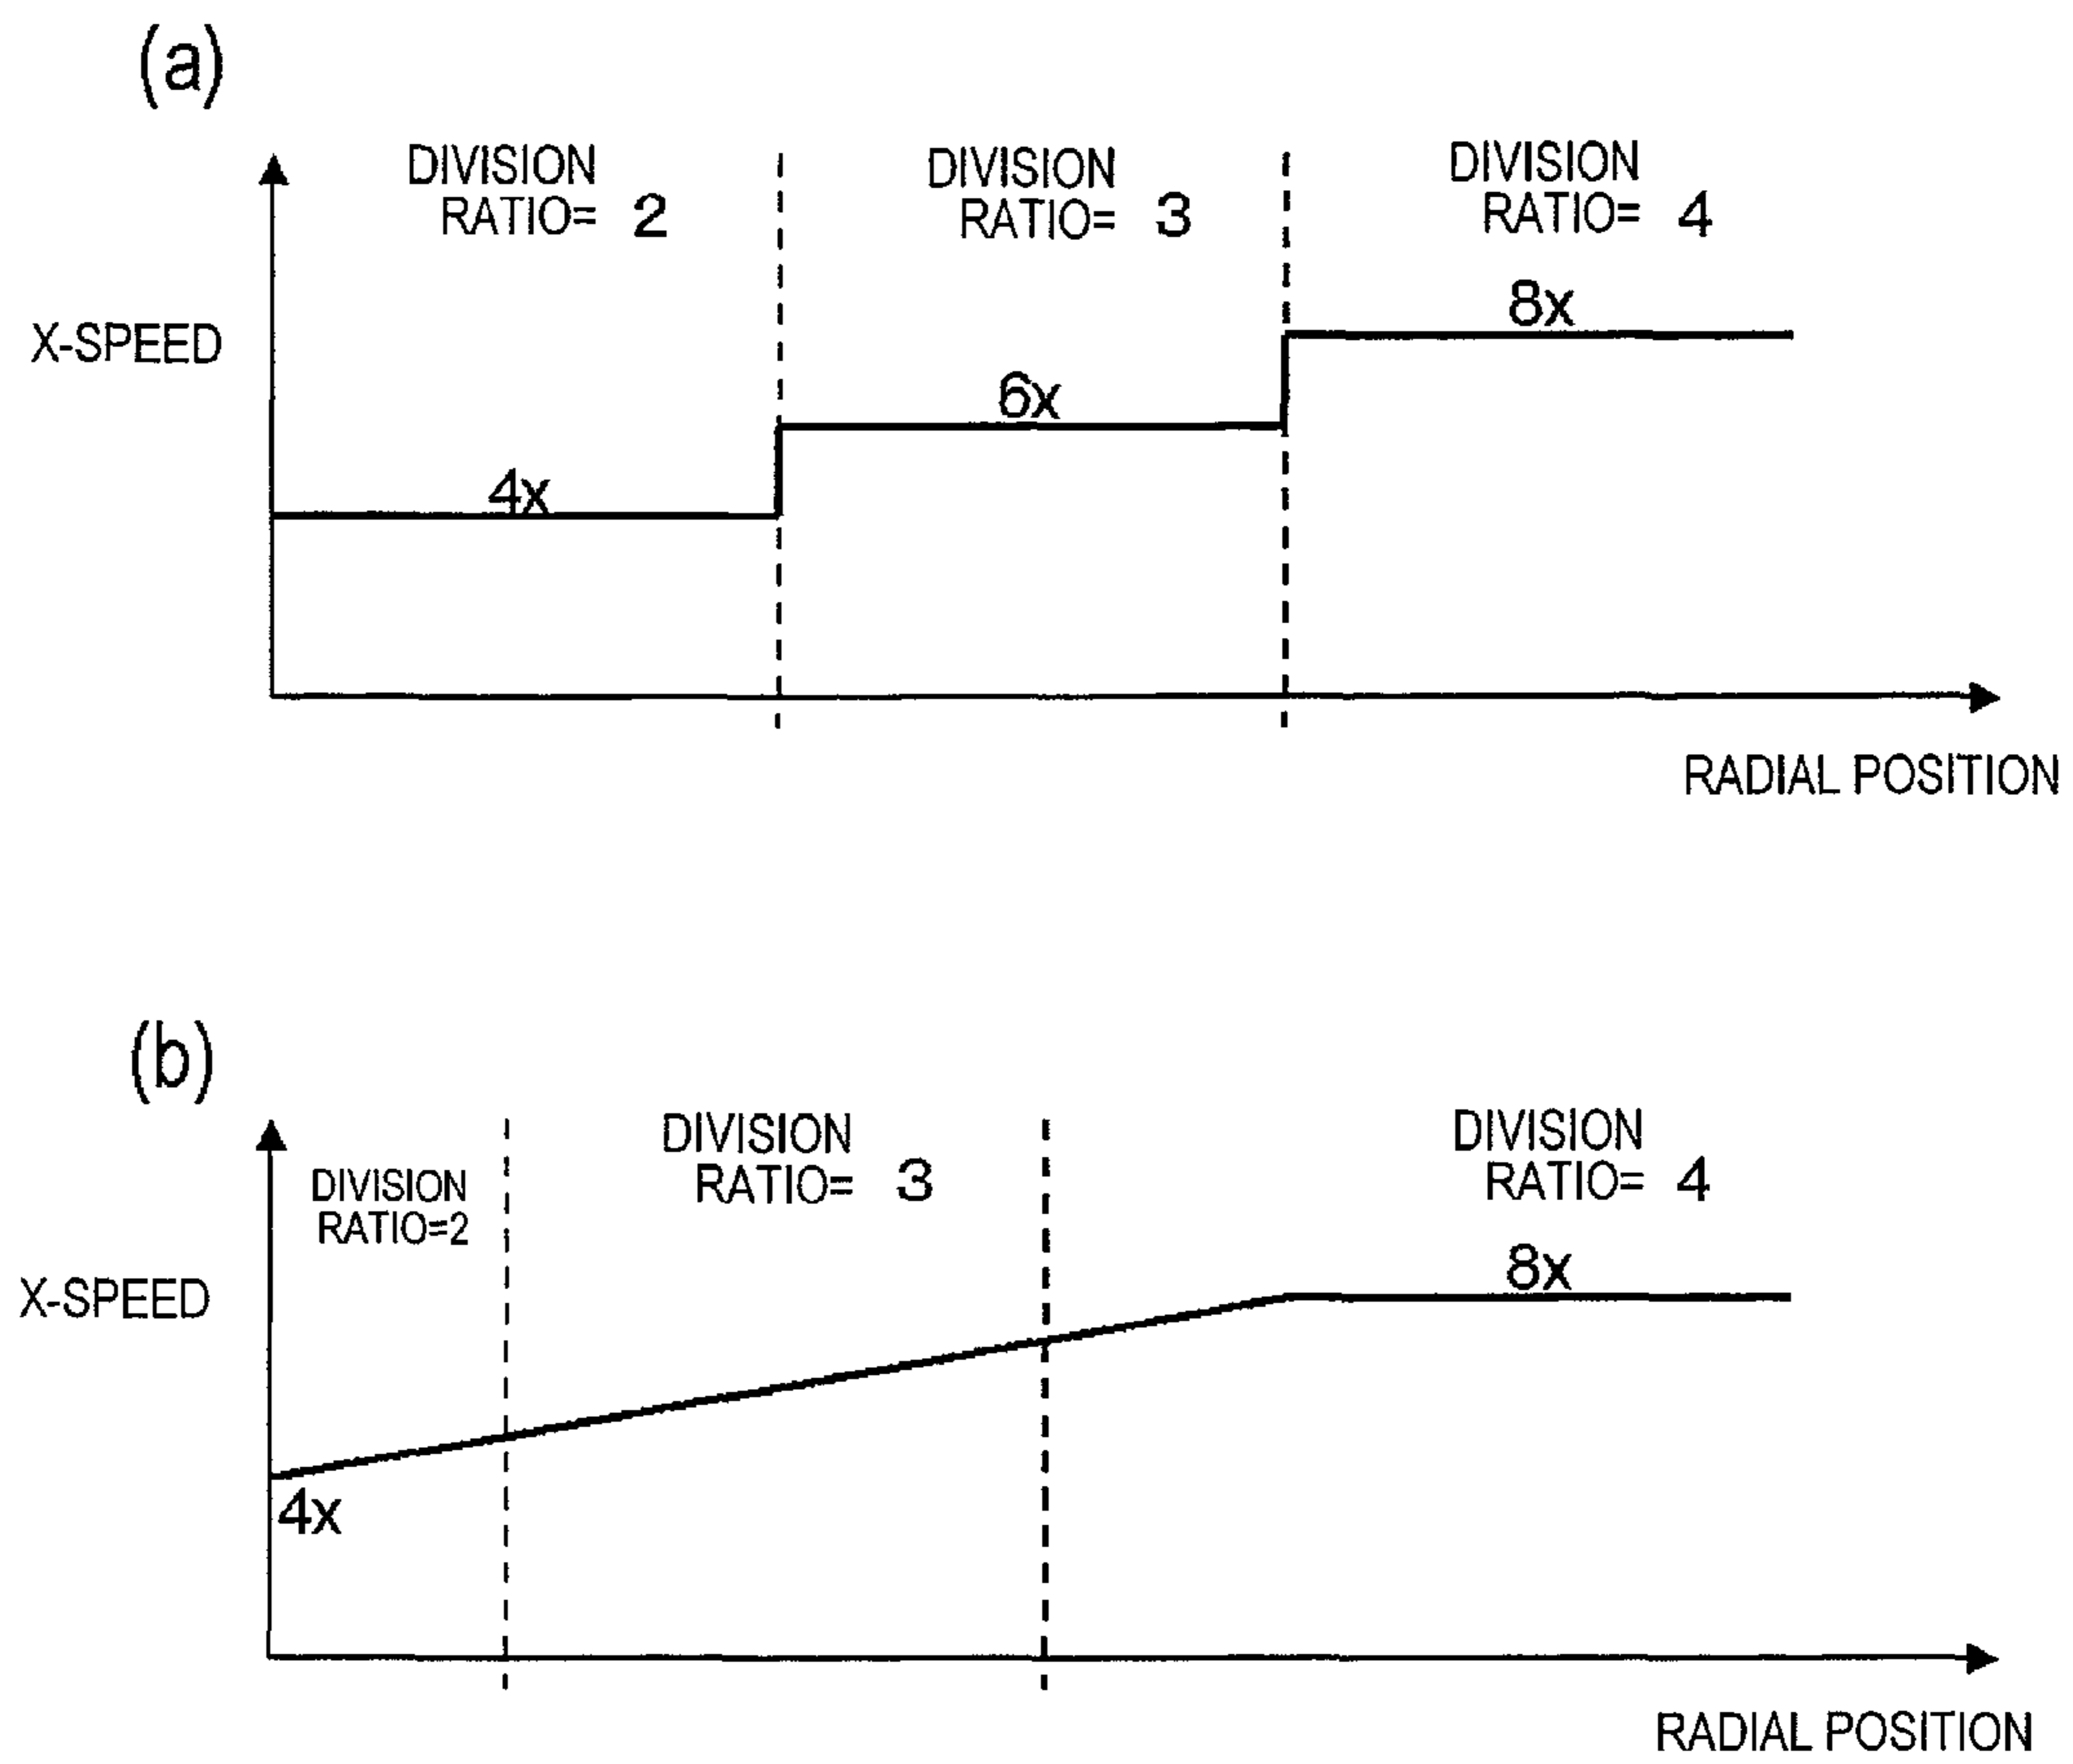 (a)
DIVISION
RATIO= 2
DIVISION
RATIO= 3
DIVISION
RATIO= 4
8x
X-SPEED
6x
4x
RADIAL POSITION
(b)
DIVISION
RATIO=2
DIVISION
RATIO= 3
DIVISION
RATIO= 4
8x
X-SPEED
4x
RADIAL POSITION